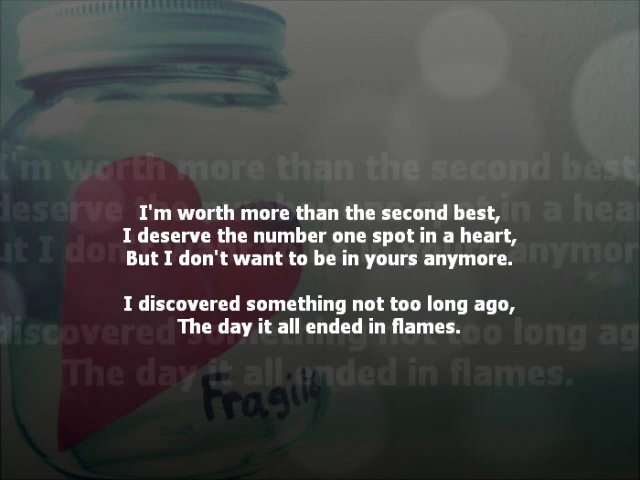 I'm worth more than the second best,
I deserve the number one spot in a heart,
But I don't want to be in yours anymore.
I discovered something not too long ago,
The day it all ended in flames.
Fragile